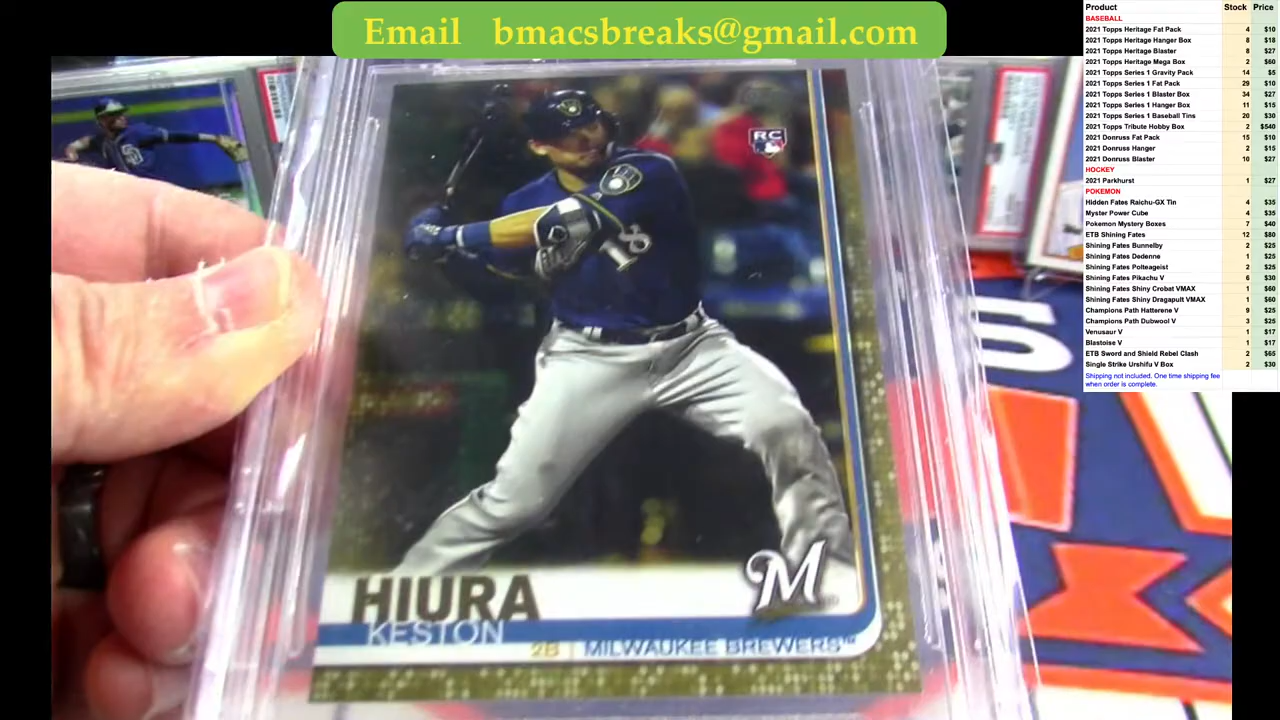 Email bmacsbreaks@gmail.com
Product Stock Price
BASEBALL
2021 Topps Heritage Fat Pack 4 $10
2021 Topps Heritage Hanger Box 8 $18
2021 Topps Heritage Blaster 8 $27
2021 Topps Heritage Mega Box 2 $60
2021 Topps Series 1 Gravity Pack 14 $5
2021 Topps Series 1 Fat Pack 29 $10
2021 Topps Series 1 Blaster Box 34 $27
2021 Topps Series 1 Hanger Box 11 $15
2021 Topps Series 1 Baseball Tins 20 $30
2021 Topps Tribute Hobby Box 2 $540
2021 Donruss Fat Pack 15 $10
2021 Donruss Hanger 2 $15
2021 Donruss Blaster 10 $27
HOCKEY
2021 Parkhurst 1 $27
POKEMON
Hidden Fates Raichu-GX Tin 4 $35
Myster Power Cube 4 $35
Pokemon Mystery Boxes 7 $40
ETB Shining Fates 12 $80
Shining Fates Bunnelby 2 $25
Shining Fates Dedenne 1 $25
Shining Fates Polteageist 2 $25
Shining Fates Pikachu V 6 $30
Shining Fates Shiny Crobat VMAX 1 $60
Shining Fates Shiny Dragapult VMAX 1 $60
Champions Path Hatterene V 9 $25
Champions Path Dubwool V 3 $25
Venusaur V 1 $17
Blastoise V 1 $17
ETB Sword and Shield Rebel Clash 2 $65
Single Strike Urshifu V Box 2 $30
Shipping not included. One time shipping fee
when order is complete.
RC
18
M
HIURA
KESTON
2B MILWAUKEE BREWERS™